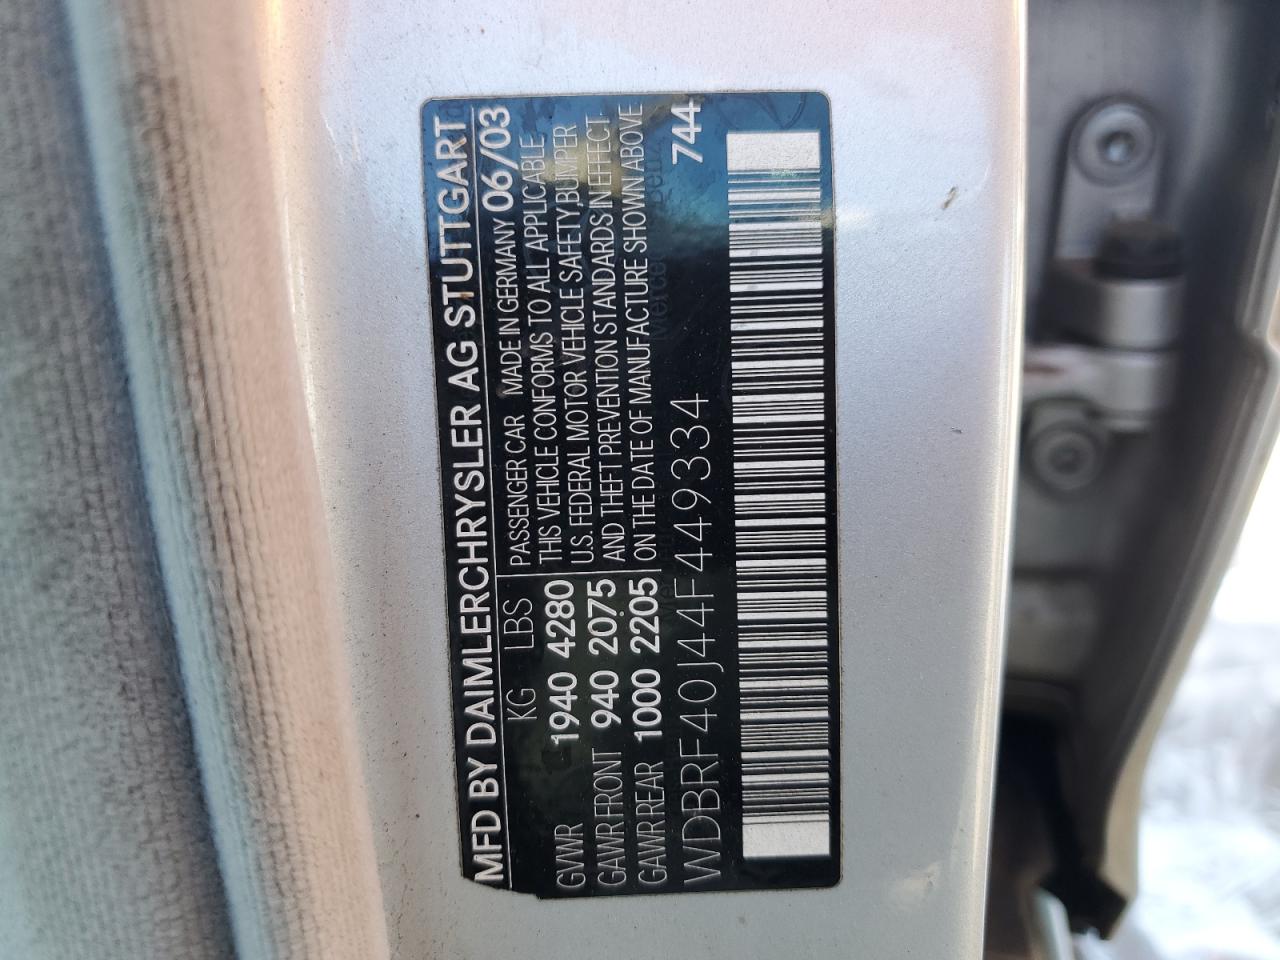 MFD BY DAIMLERCHRYSLER AG STUTTGART
KG LBS
GVWR 1940 4280
GAWR FRONT 940 2075
GAWR REAR 1000 2205
PASSENGER CAR MADE IN GERMANY 06/03
THIS VEHICLE CONFORMS TO ALL APPLICABLE
U.S. FEDERAL MOTOR VEHICLE SAFETY,BUMPER
AND THEFT PREVENTION STANDARDS IN EFFECT
ON THE DATE OF MANUFACTURE SHOWN ABOVE
WDBRF40J44F449334 744